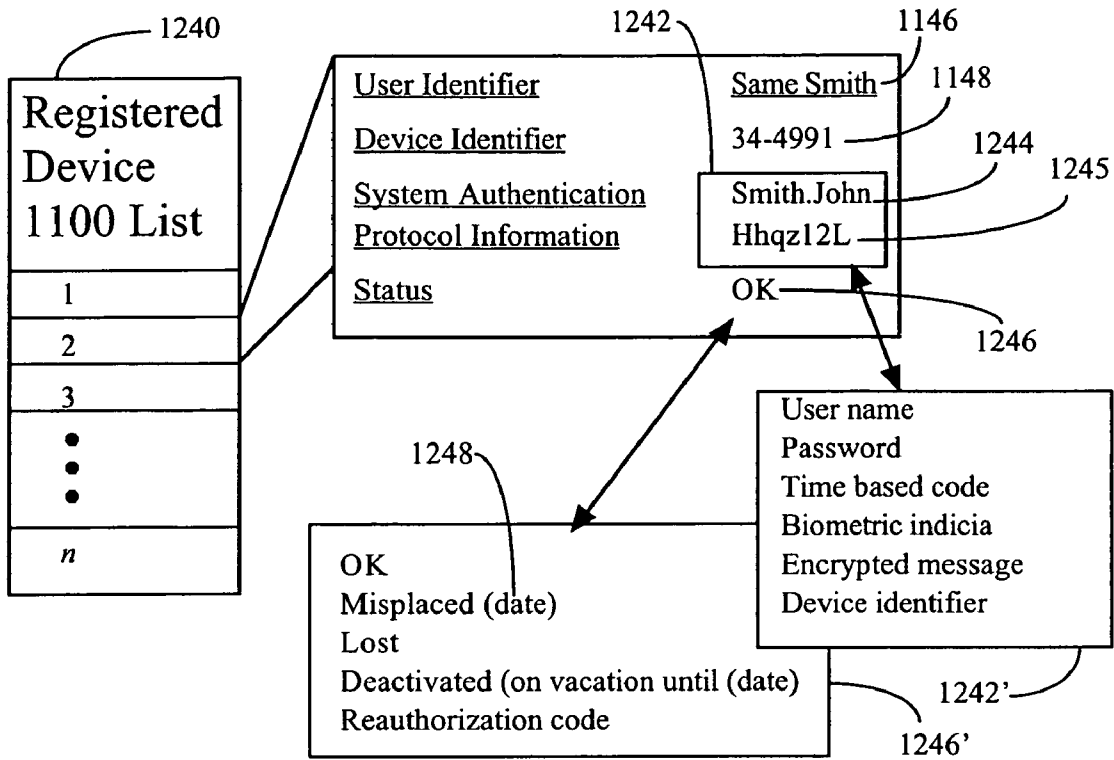 1240
Registered
Device
1100 List
1
2
3
n
1242
1146
1148
1244
1245
User Identifier Same Smith
Device Identifier 34-4991
System Authentication Smith.John
Protocol Information Hhqz12L
Status OK
1246
User name
Password
Time based code
Biometric indicia
Encrypted message
Device identifier
1242’
1248
OK
Misplaced (date)
Lost
Deactivated (on vacation until (date)
Reauthorization code
1246’